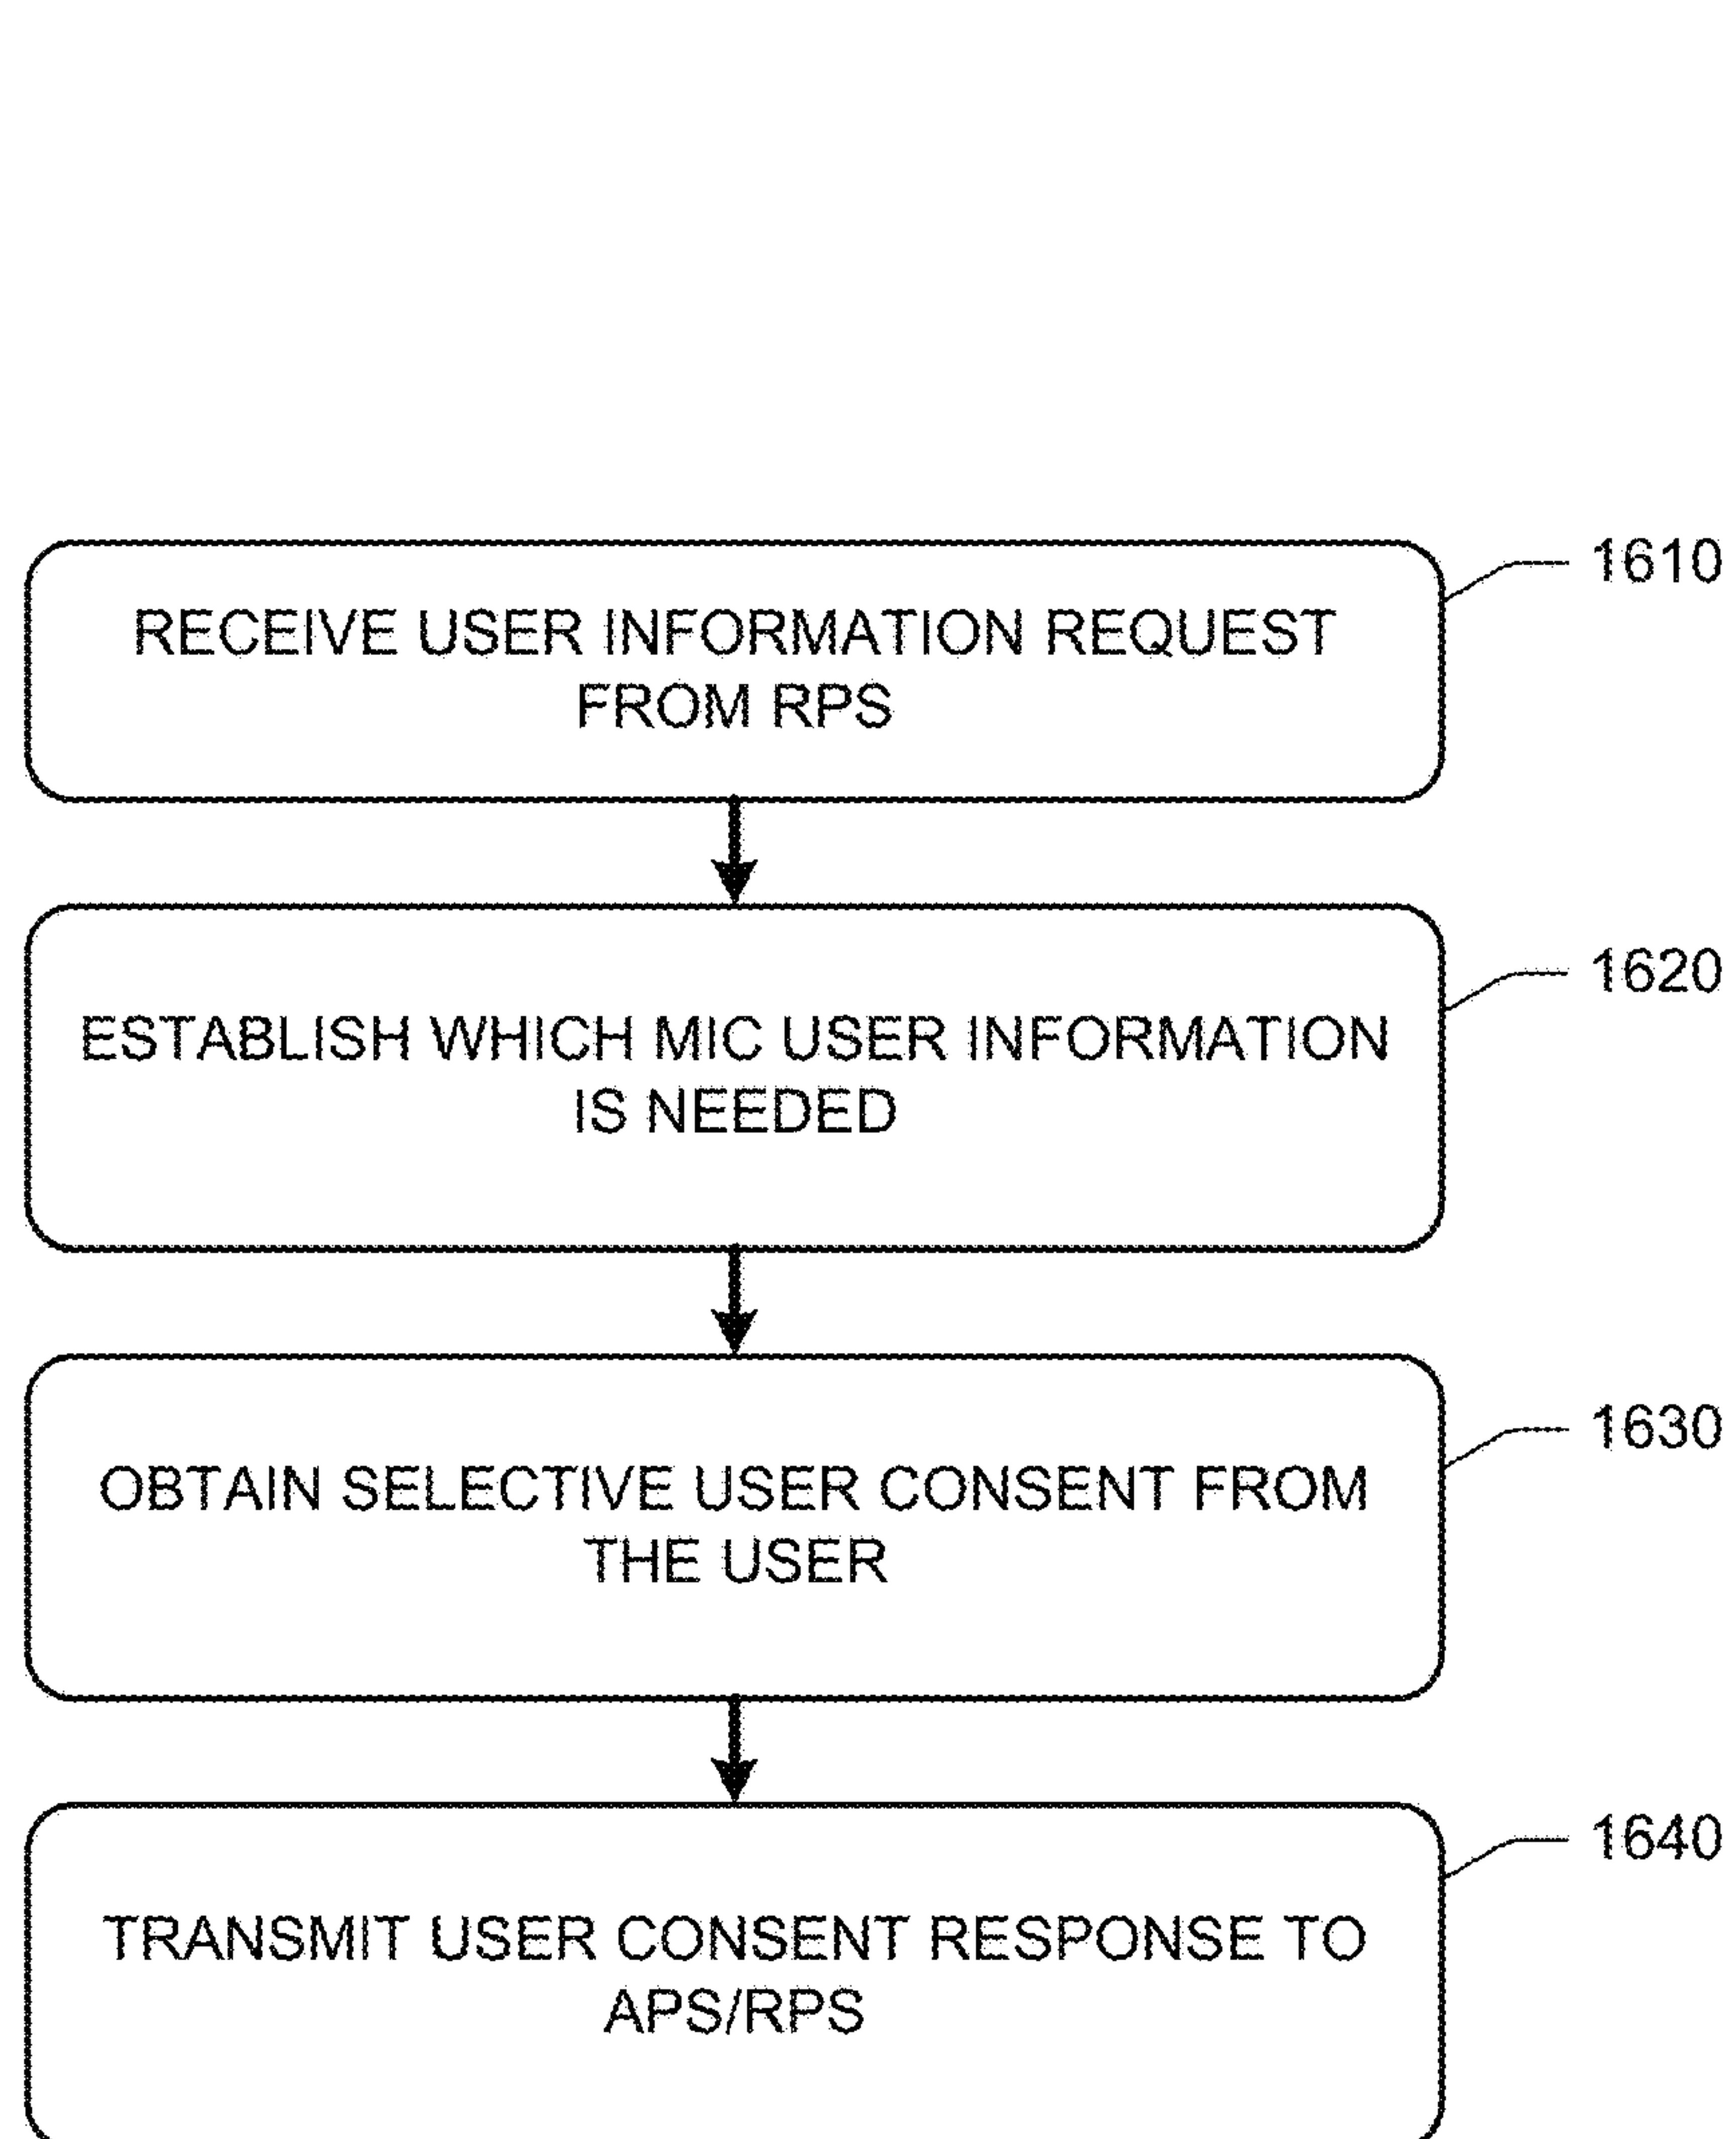 1610
RECEIVE USER INFORMATION REQUEST
FROM RPS
1620
ESTABLISH WHICH MIC USER INFORMATION
IS NEEDED
1630
OBTAIN SELECTIVE USER CONSENT FROM
THE USER
1640
TRANSMIT USER CONSENT RESPONSE TO
APS/RPS